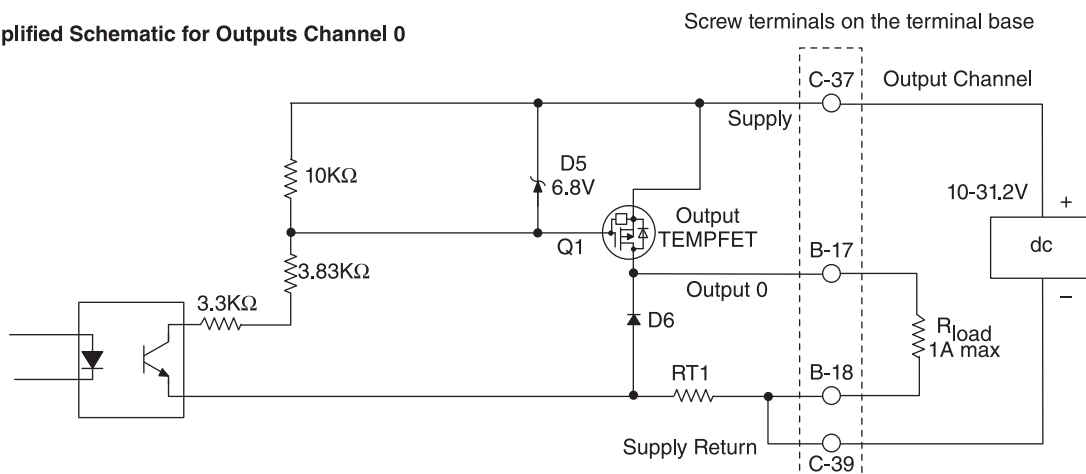 plified Schematic for Outputs Channel 0
Screw terminals on the terminal base
C-37
Output Channel
Supply
10KΩ
D5
6.8V
10-31.2V
+
Output
TEMPFET
Q1
dc
B-17
3.83KΩ
Output 0
−
3.3KΩ
D6
Rload
1A max
RT1
B-18
Supply Return
C-39